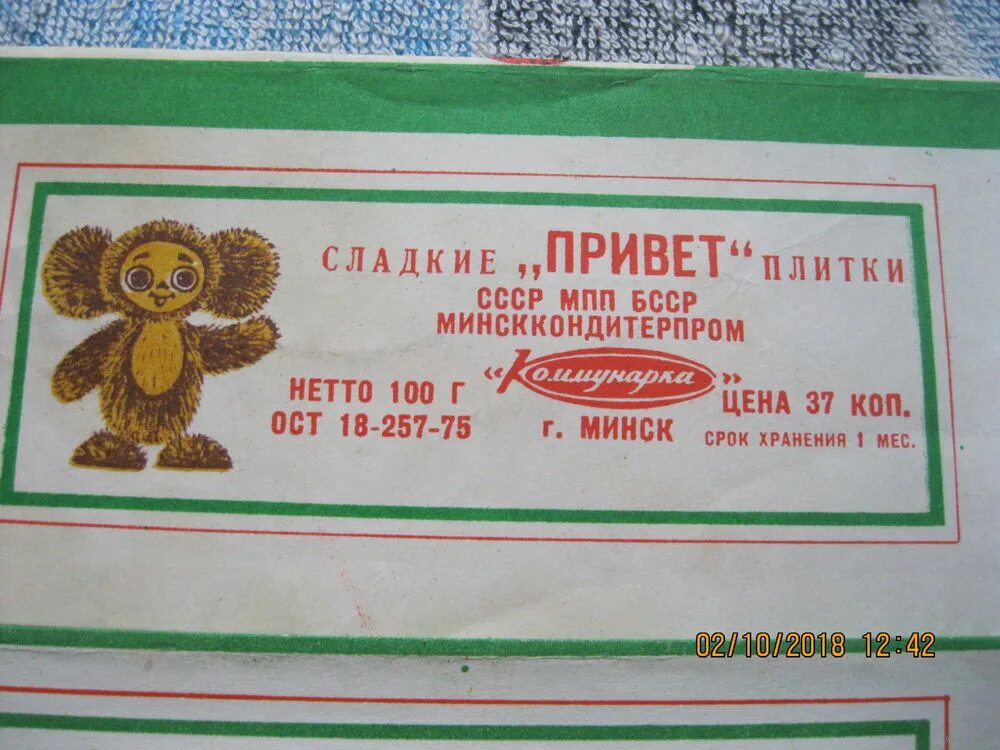 СЛАДКИЕ „ПРИВЕТ“ ПЛИТКИ
СССР МПП БССР
МИНСККОНДИТЕРПРОМ
НЕТТО 100 Г «Коммунарка» ЦЕНА 37 КОП.
ОСТ 18-257-75 г. МИНСК СРОК ХРАНЕНИЯ 1 МЕС.
02/10/2018 12:42